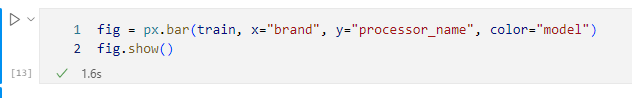 1 fig = px.bar(train, x="brand", y="processor_name", color="model")
2 fig.show()
[13] 1.6s